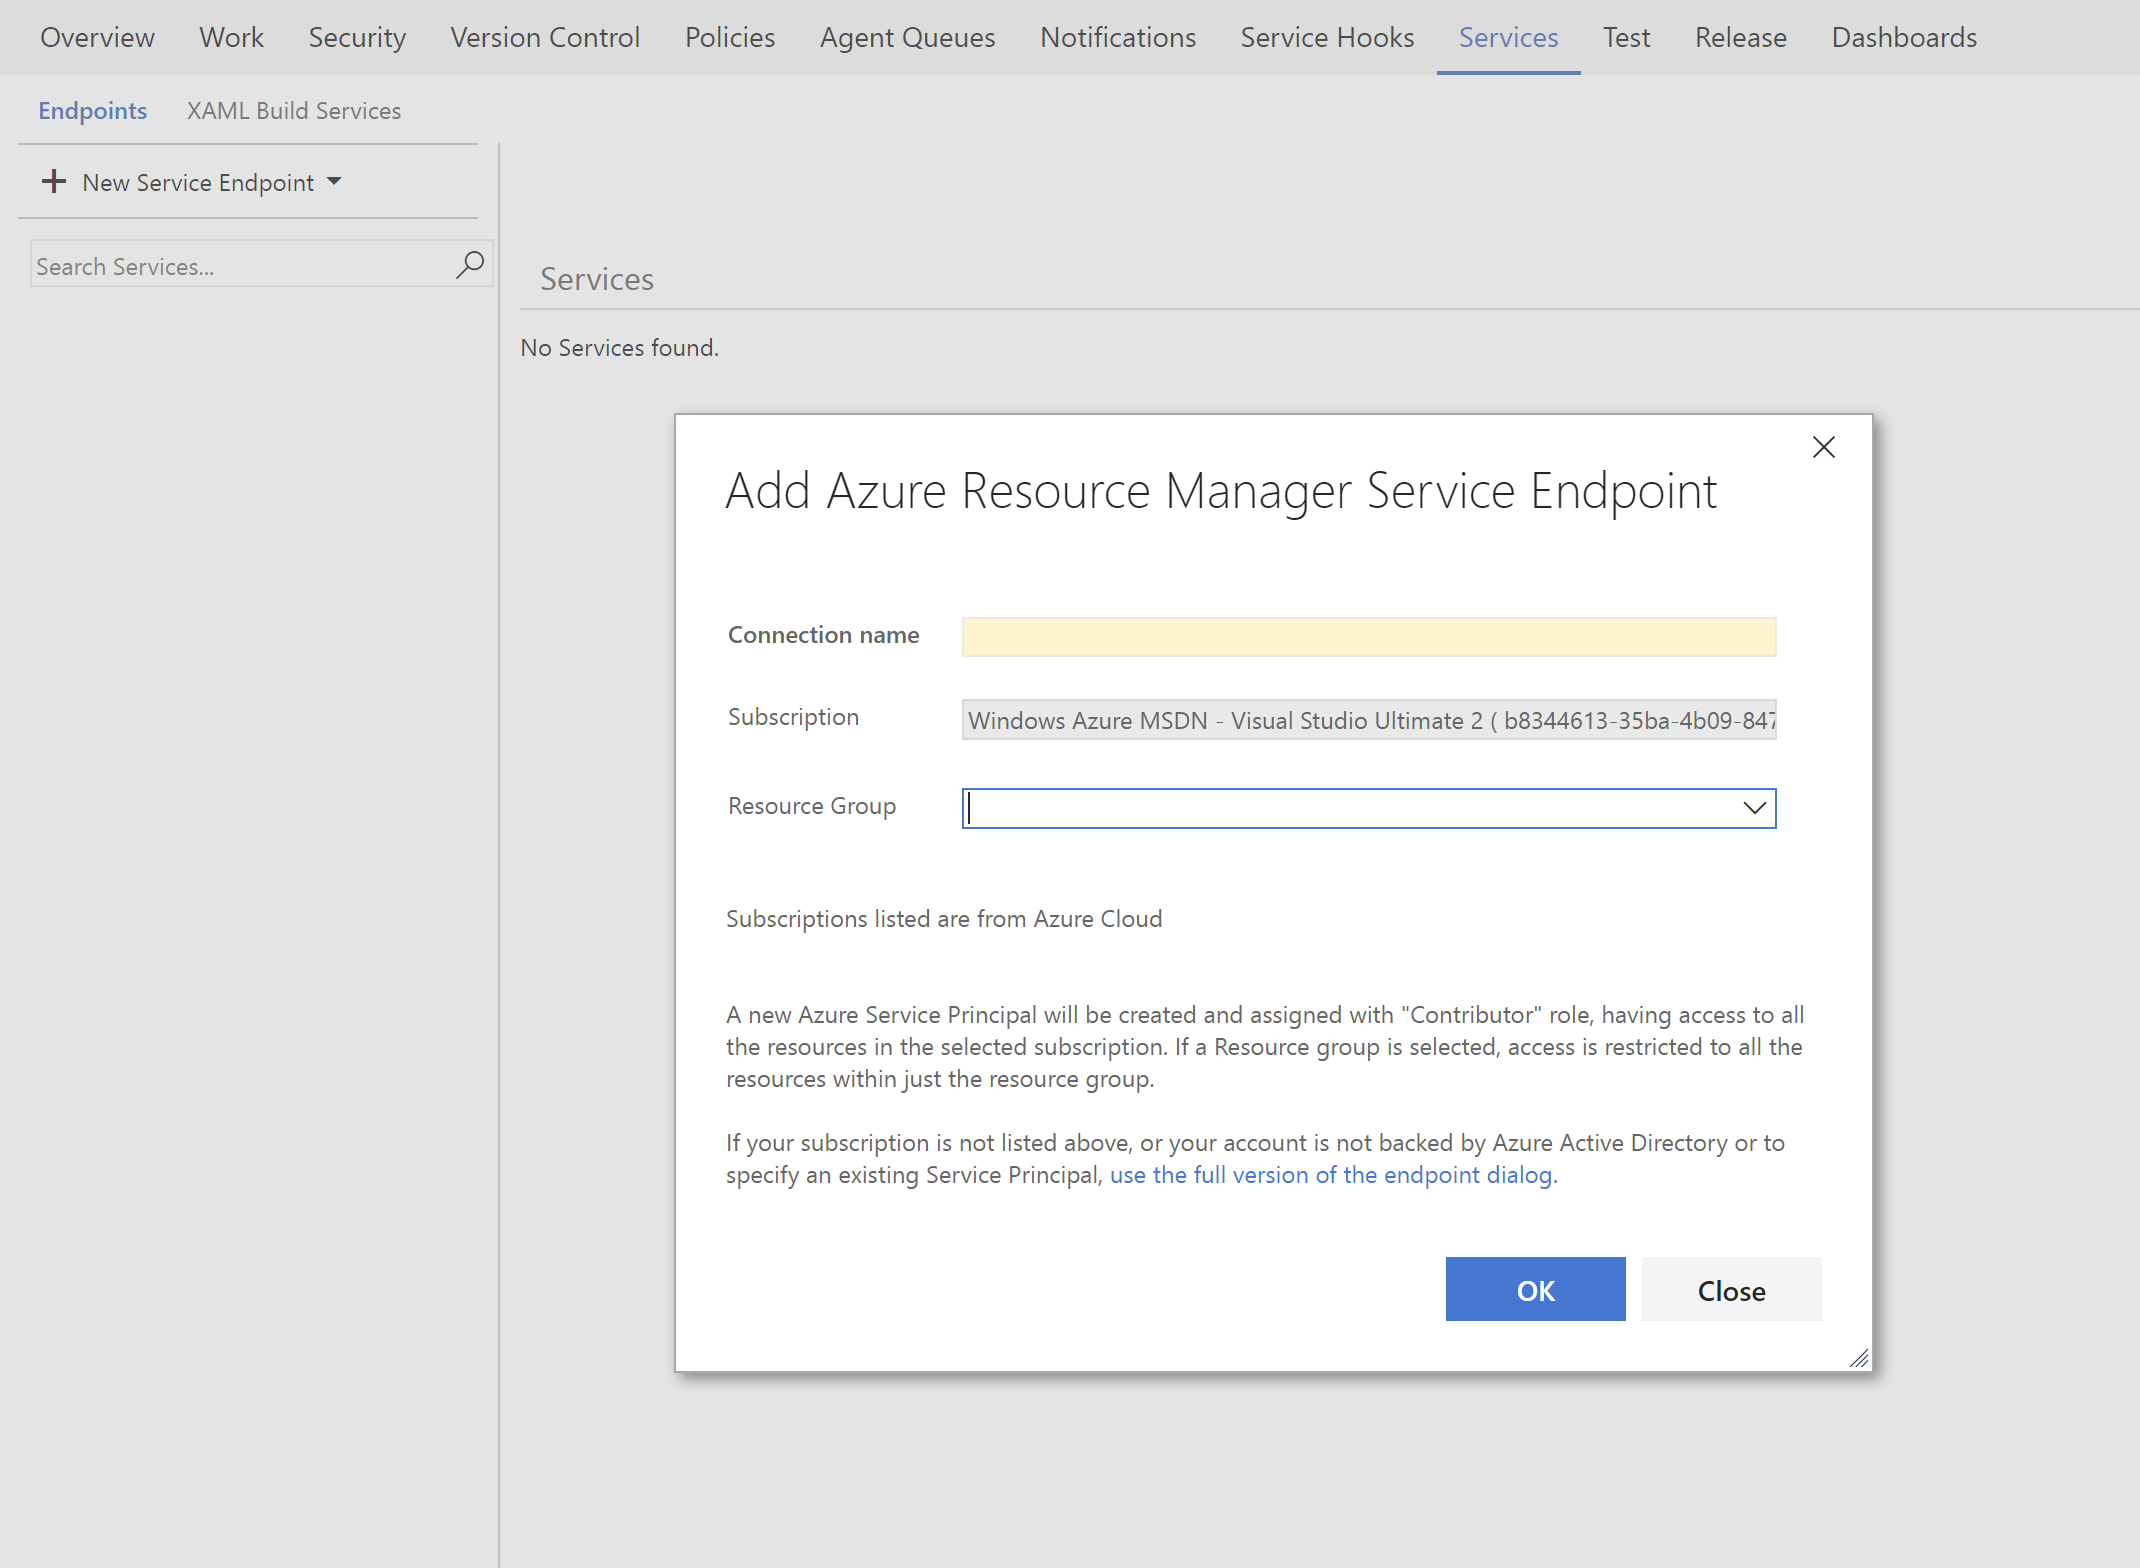 Overview Work Security Version Control Policies Agent Queues Notifications Service Hooks Services Test Release Dashboards
Endpoints XAML Build Services
New Service Endpoint
Search Services...
Services
No Services found.
Add Azure Resource Manager Service Endpoint
Connection name
Subscription Windows Azure MSDN - Visual Studio Ultimate 2 ( b8344613-35ba-4b09-847
Resource Group
Subscriptions listed are from Azure Cloud
A new Azure Service Principal will be created and assigned with "Contributor" role, having access to all
the resources in the selected subscription. If a Resource group is selected, access is restricted to all the
resources within just the resource group.
If your subscription is not listed above, or your account is not backed by Azure Active Directory or to
specify an existing Service Principal, use the full version of the endpoint dialog.
OK Close